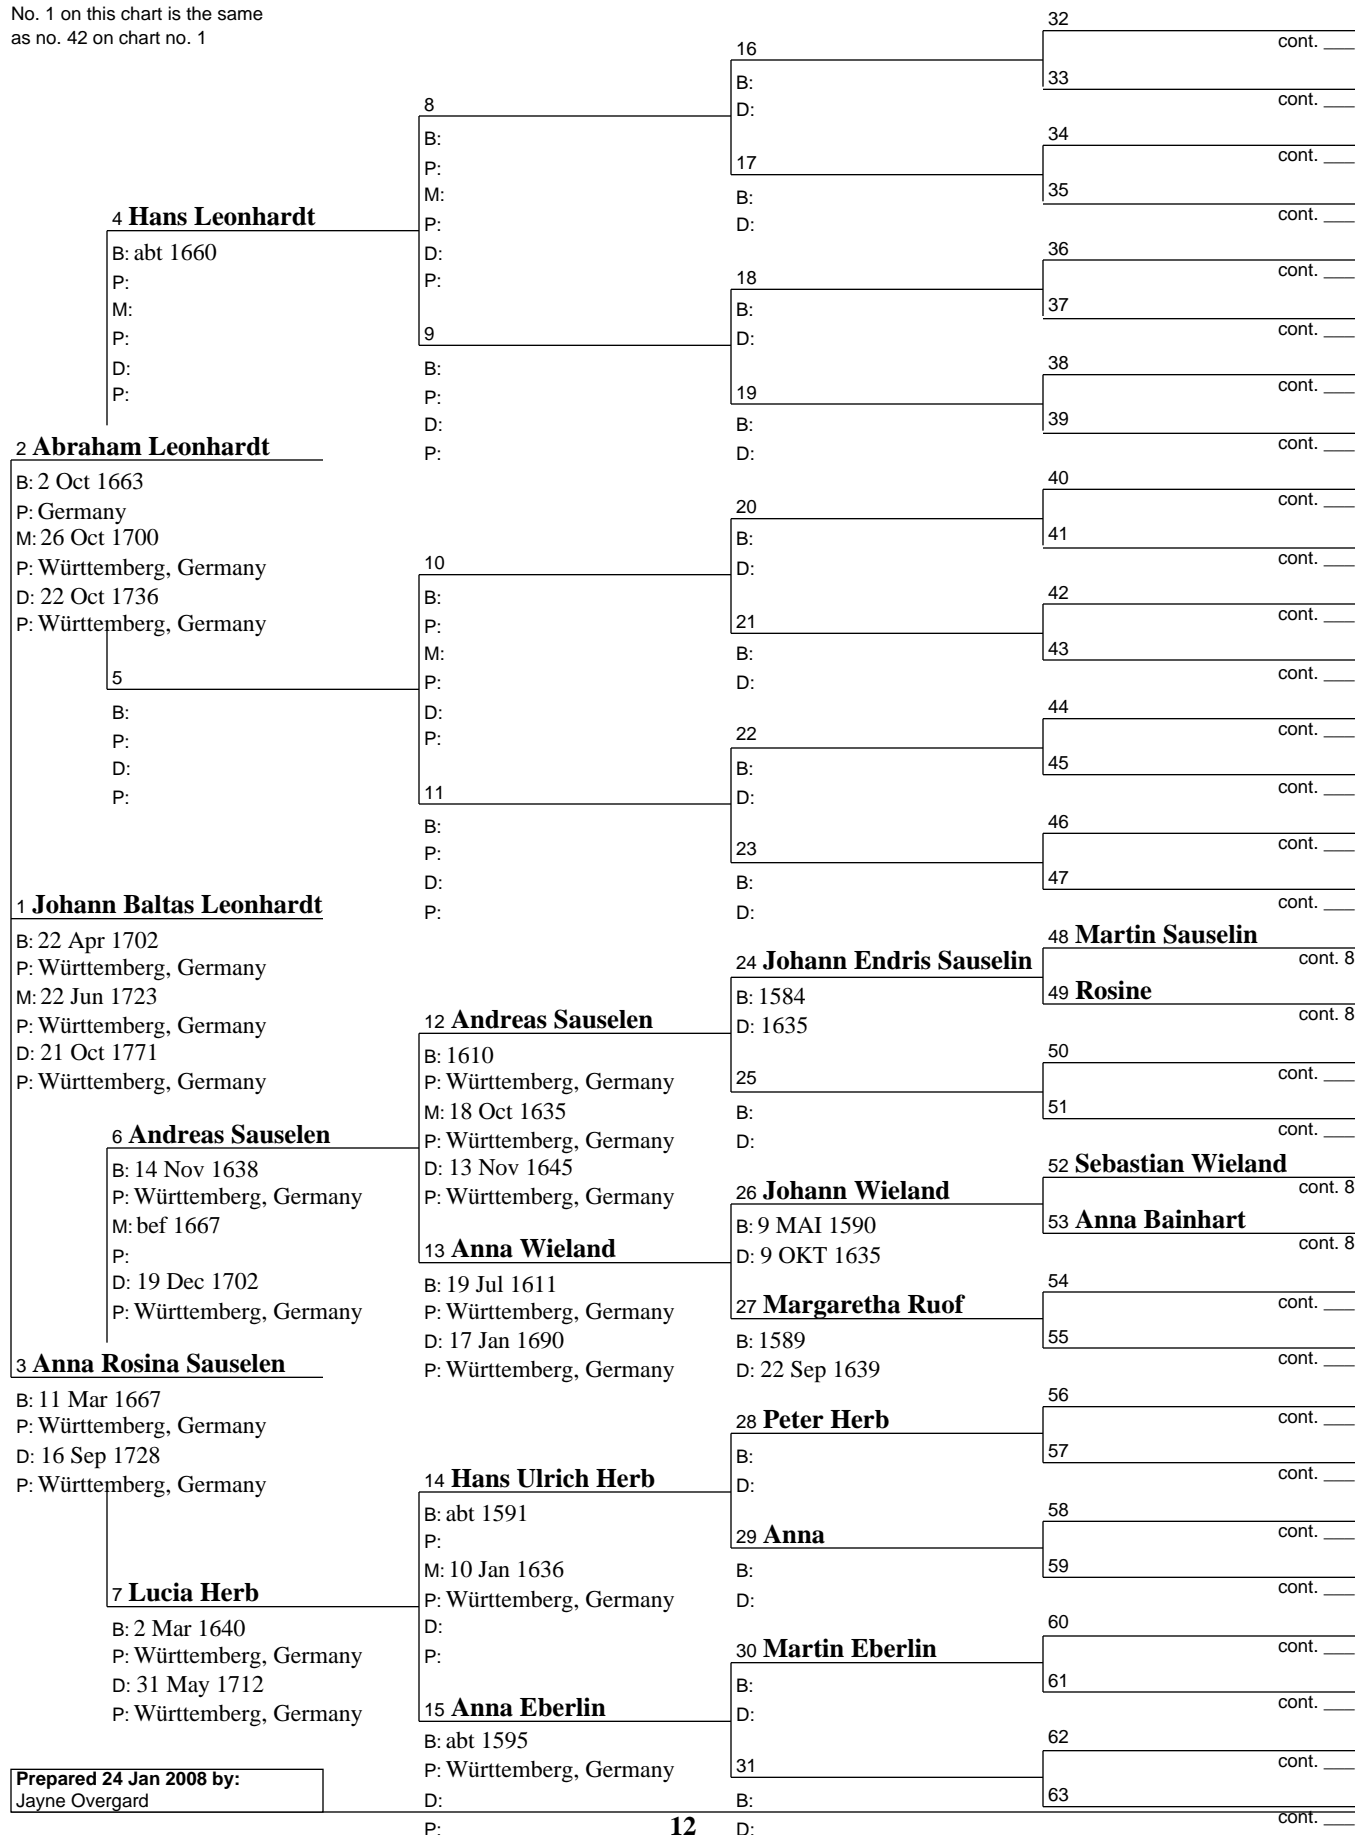 No. 1 on this chart is the same
as no. 42 on chart no. 1
1 Johann Baltas Leonhardt
B: 22 Apr 1702
P: Württemberg, Germany
M: 22 Jun 1723
P: Württemberg, Germany
D: 21 Oct 1771
P: Württemberg, Germany
2 Abraham Leonhardt
B: 2 Oct 1663
P: Germany
M: 26 Oct 1700
P: Württemberg, Germany
D: 22 Oct 1736
P: Württemberg, Germany
3 Anna Rosina Sauselen
B: 11 Mar 1667
P: Württemberg, Germany
D: 16 Sep 1728
P: Württemberg, Germany
4 Hans Leonhardt
B: abt 1660
P:
M:
P:
D:
P:
5
B:
P:
D:
P:
6 Andreas Sauselen
B: 14 Nov 1638
P: Württemberg, Germany
M: bef 1667
P:
D: 19 Dec 1702
P: Württemberg, Germany
7 Lucia Herb
B: 2 Mar 1640
P: Württemberg, Germany
D: 31 May 1712
P: Württemberg, Germany
8
B:
P:
M:
P:
D:
P:
9
B:
P:
D:
P:
10
B:
P:
M:
P:
D:
P:
11
B:
P:
D:
P:
12 Andreas Sauselen
B: 1610
P: Württemberg, Germany
M: 18 Oct 1635
P: Württemberg, Germany
D: 13 Nov 1645
P: Württemberg, Germany
13 Anna Wieland
B: 19 Jul 1611
P: Württemberg, Germany
D: 17 Jan 1690
P: Württemberg, Germany
14 Hans Ulrich Herb
B: abt 1591
P:
M: 10 Jan 1636
P: Württemberg, Germany
D:
P:
15 Anna Eberlin
B: abt 1595
P: Württemberg, Germany
D:
P:
16
B:
D:
17
B:
D:
18
B:
D:
19
B:
D:
20
B:
D:
21
B:
D:
22
B:
D:
23
B:
D:
24 Johann Endris Sauselin
B: 1584
D: 1635
25
B:
D:
26 Johann Wieland
B: 9 MAI 1590
D: 9 OKT 1635
27 Margaretha Ruof
B: 1589
D: 22 Sep 1639
28 Peter Herb
B:
D:
29 Anna
B:
D:
30 Martin Eberlin
B:
D:
31
B:
D:
32
cont. ___
33
cont. ___
34
cont. ___
35
cont. ___
36
cont. ___
37
cont. ___
38
cont. ___
39
cont. ___
40
cont. ___
41
cont. ___
42
cont. ___
43
cont. ___
44
cont. ___
45
cont. ___
46
cont. ___
47
cont. ___
48 Martin Sauselin
cont. 8
49 Rosine
cont. 8
50
cont. ___
51
cont. ___
52 Sebastian Wieland
cont. 8
53 Anna Bainhart
cont. 8
54
cont. ___
55
cont. ___
56
cont. ___
57
cont. ___
58
cont. ___
59
cont. ___
60
cont. ___
61
cont. ___
62
cont. ___
63
cont. ___
Prepared 24 Jan 2008 by:
Jayne Overgard
12